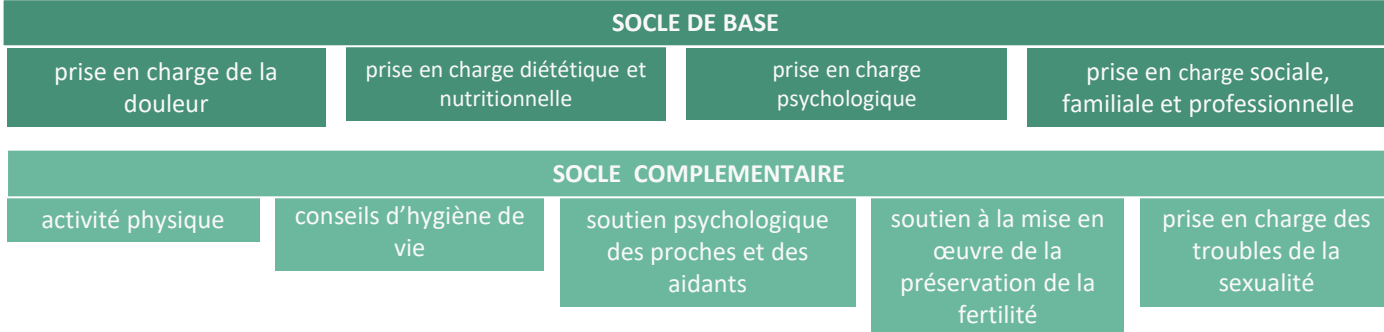 SOCLE DE BASE
prise en charge de la
douleur
prise en charge diététique et
nutritionnelle
prise en charge
psychologique
prise en charge sociale,
familiale et professionnelle
SOCLE COMPLEMENTAIRE
activité physique
conseils d'hygiène de
vie
soutien psychologique
des proches et des
aidants
soutien à la mise en
œuvre de la
préservation de la
fertilité
prise en charge des
troubles de la
sexualité